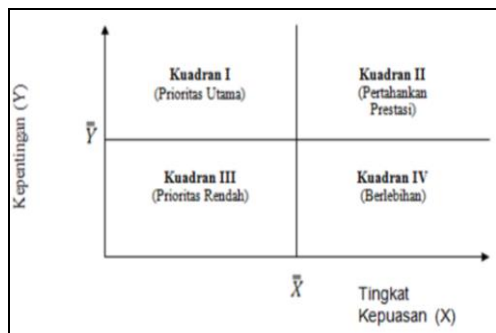 Kepentingan (Y)
Kuadran I
(Prioritas Utama)
Kuadran II
(Pertahankan
Prestasi)
Y̿
Kuadran III
(Prioritas Rendah)
Kuadran IV
(Berlebihan)
X̿
Tingkat
Kepuasan (X)